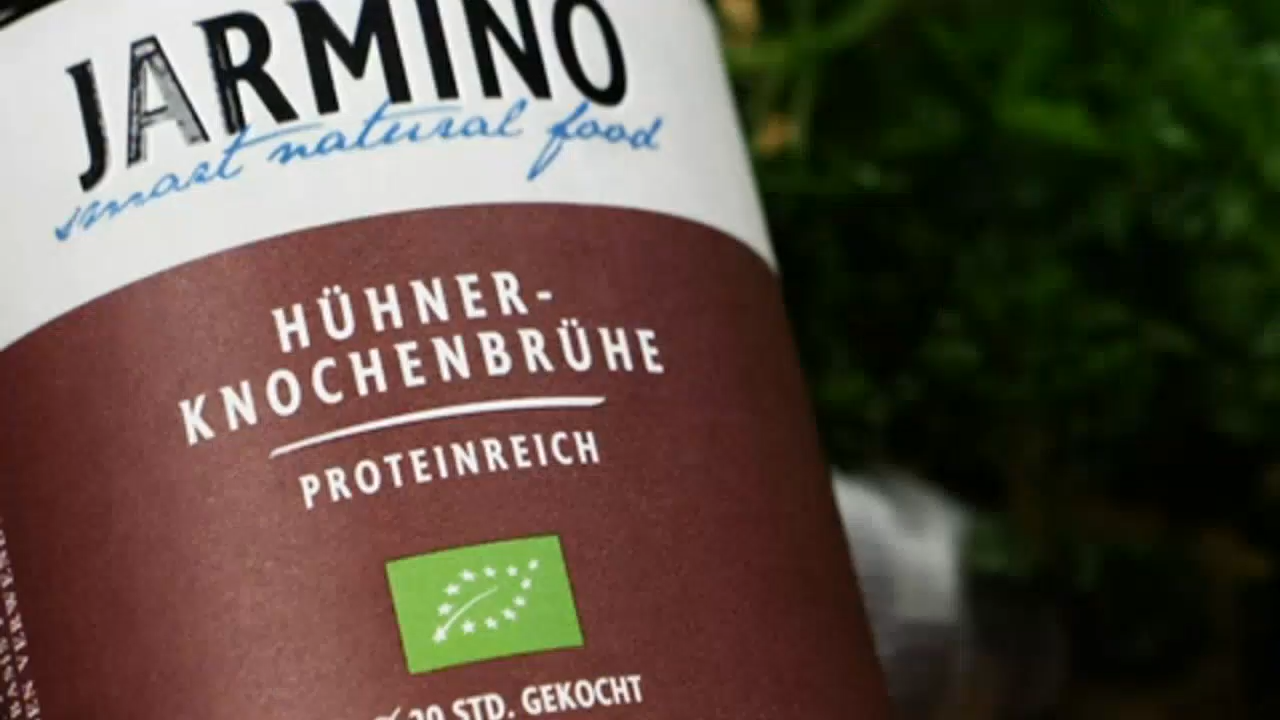 JARMINO
smart natural food
HÜHNER-
KNOCHENBRÜHE
PROTEINREICH
20 STD. GEKOCHT